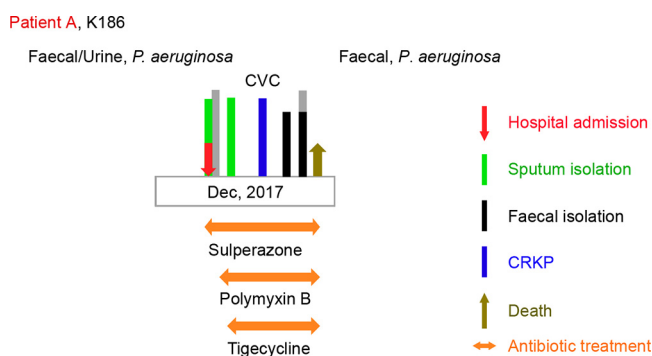 Patient A, K186
Faecal/Urine, P. aeruginosa
Faecal, P. aeruginosa
CVC
Dec, 2017
Sulperazone
Polymyxin B
Tigecycline
Hospital admission
Sputum isolation
Faecal isolation
CRKP
Death
Antibiotic treatment